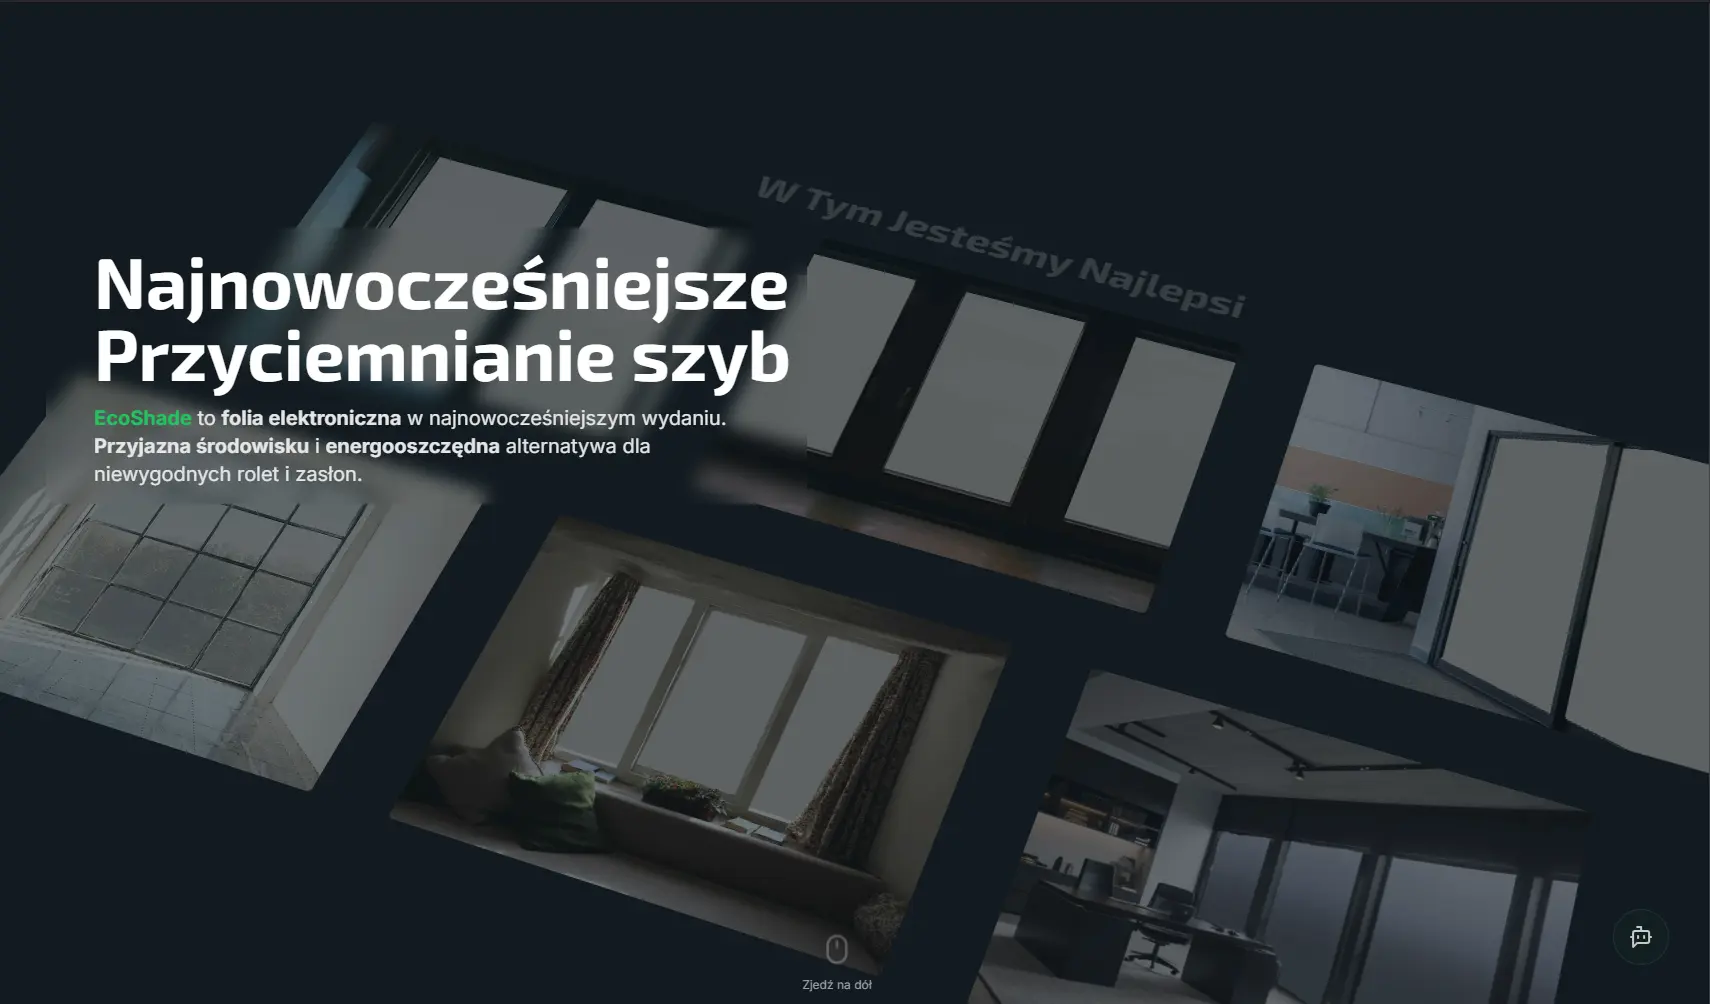 W Tym Jesteśmy Najlepsi
Najnowocześniejsze
Przyciemnianie szyb
EcoShade to folia elektroniczna w najnowocześniejszym wydaniu.
Przyjazna środowisku i energooszczędna alternatywa dla
niewygodnych rolet i zasłon.
Zjedź na dół